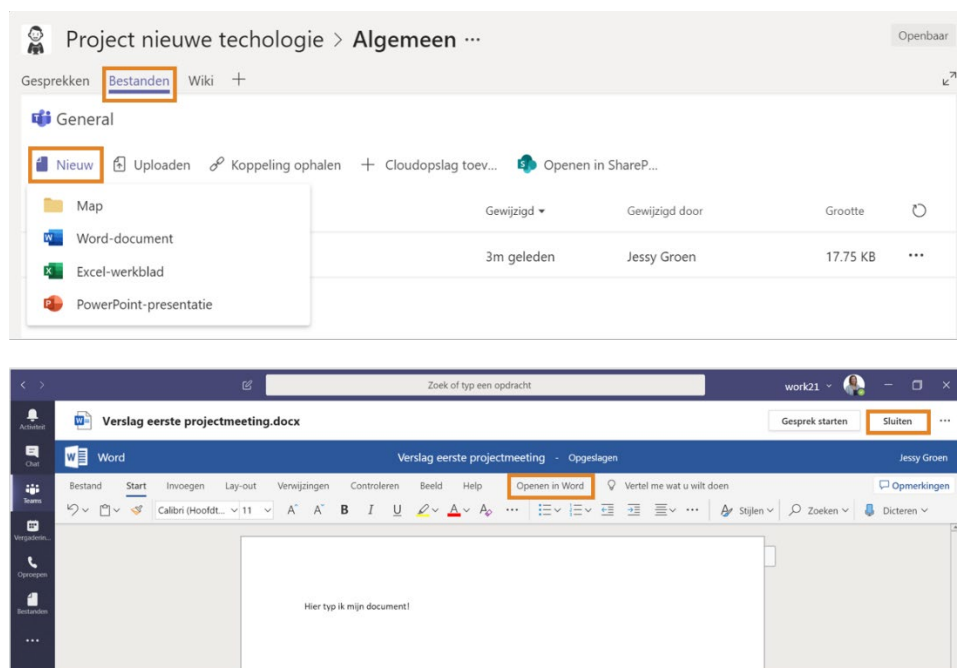 Project nieuwe techologie > Algemeen ···
Openbaar
Gesprekken Bestanden Wiki +
General
Nieuw Uploaden Koppeling ophalen + Cloudopslag toev... Openen in ShareP...
Map
Gewijzigd Gewijzigd door Grootte
Word-document
3m geleden Jessy Groen 17.75 KB ···
Excel-werkblad
PowerPoint-presentatie
Zoek of typ een opdracht
work21
Activiteit
Verslag eerste projectmeeting.docx
Gesprek starten Sluiten ···
Chat
Word
Verslag eerste projectmeeting - Opgeslagen
Jessy Groen
Teams
Bestand Start Invoegen Lay-out Verwijzingen Controleren Beeld Help Openen in Word Vertel me wat u wilt doen Opmerkingen
Calibri (Hoofdt... 11 A A B I U A A ··· ··· Stijlen Zoeken Dicteren
Vergaderin...
Oproepen
Bestanden
···
Hier typ ik mijn document!